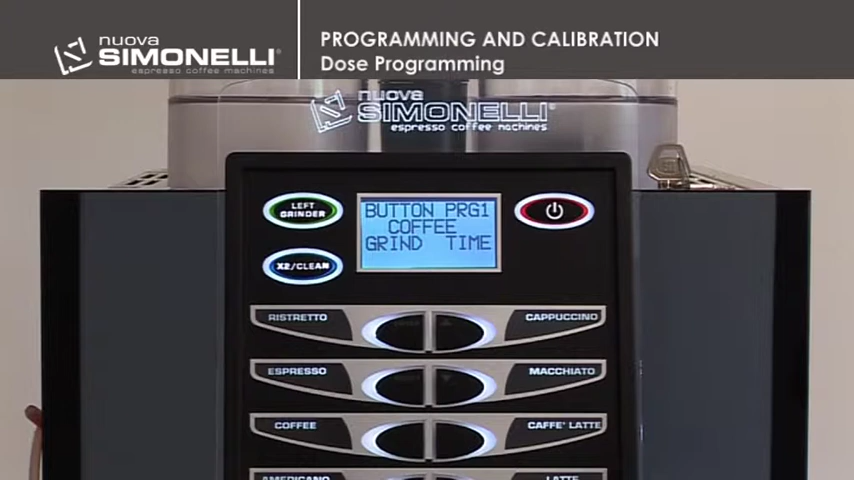 nuova
SIMONELLI®
espresso coffee machines
PROGRAMMING AND CALIBRATION
Dose Programming
nuova
SIMONELLI®
espresso coffee machines
LEFT
GRINDER
BUTTON PRG1
COFFEE
GRIND TIME
X2/CLEAN
RISTRETTO
CAPPUCCINO
ESPRESSO
MACCHIATO
COFFEE
CAFFE' LATTE
AMERICANO
LATTE